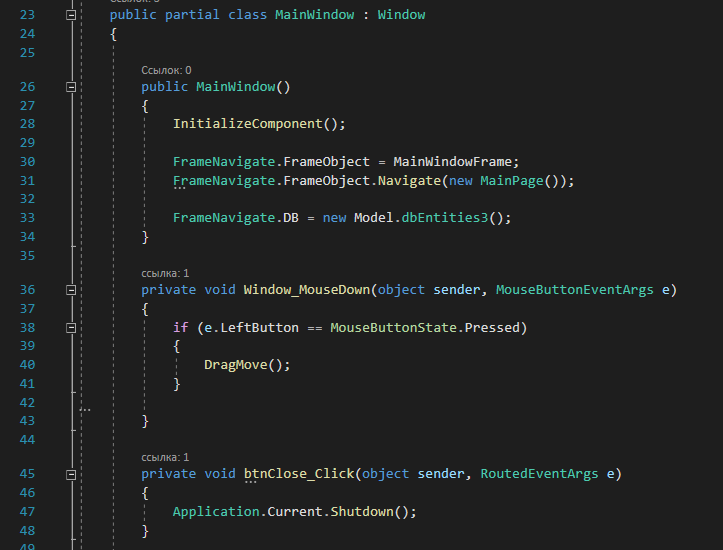 23 public partial class MainWindow : Window
24 {
25
Ссылок: 0
26 public MainWindow()
27 {
28 InitializeComponent();
29
30 FrameNavigate.FrameObject = MainWindowFrame;
31 FrameNavigate.FrameObject.Navigate(new MainPage());
32
33 FrameNavigate.DB = new Model.dbEntities3();
34 }
35
ссылка: 1
36 private void Window_MouseDown(object sender, MouseButtonEventArgs e)
37 {
38 if (e.LeftButton == MouseButtonState.Pressed)
39 {
40 DragMove();
41 }
42
43 }
44
ссылка: 1
45 private void btnClose_Click(object sender, RoutedEventArgs e)
46 {
47 Application.Current.Shutdown();
48 }
49